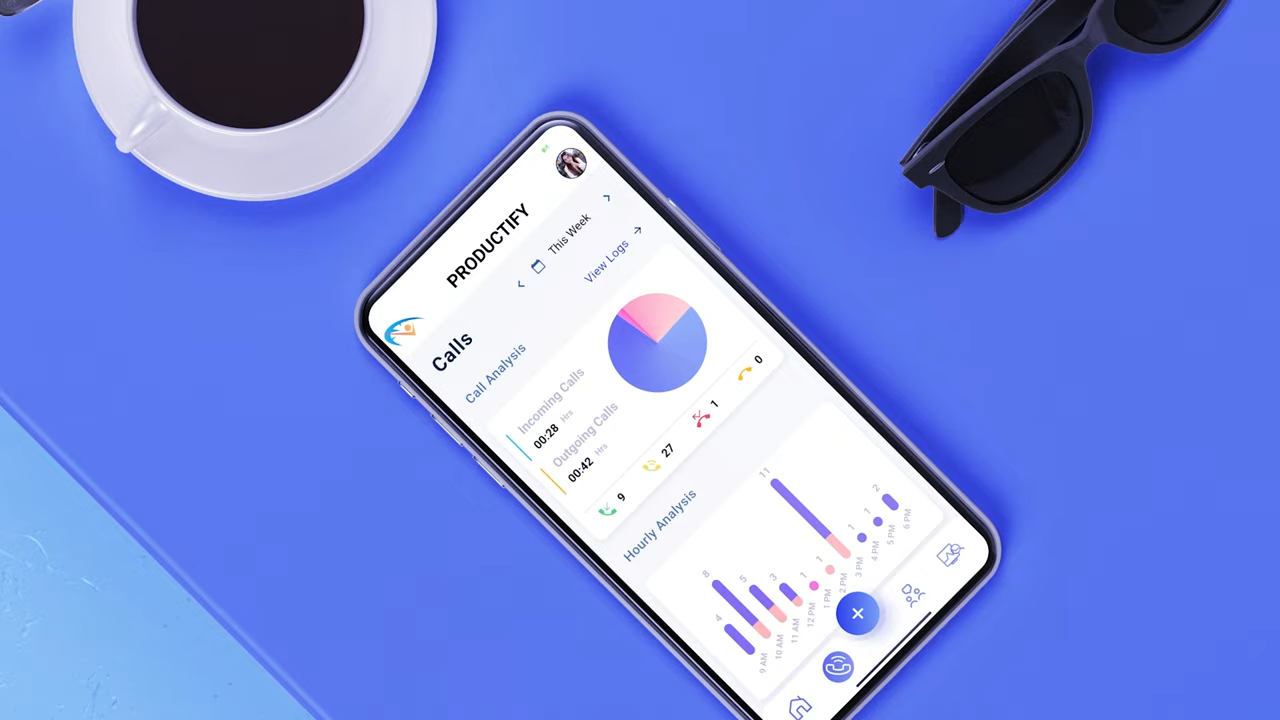 PRODUCTIFY
Calls
This Week
Call Analysis
View Logs
Incoming Calls
00:28 Hrs
Outgoing Calls
00:42 Hrs
9
27
1
0
Hourly Analysis
4
8
5
3
1
1
11
1
1
2
9 AM
10 AM
11 AM
12 PM
1 PM
2 PM
3 PM
4 PM
5 PM
6 PM